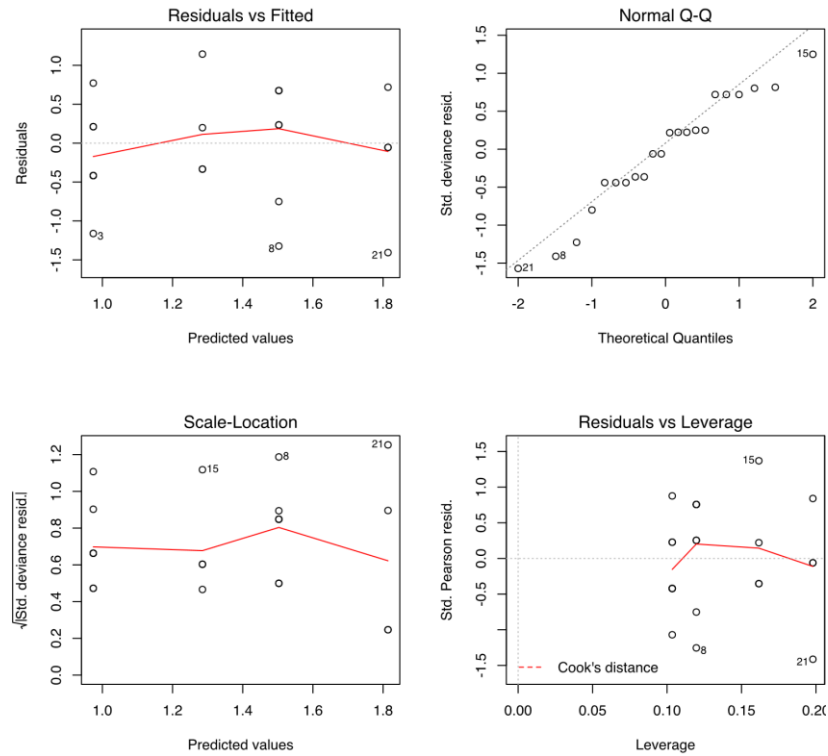 Residuals vs Fitted
Residuals
1.0
0.5
0.0
-0.5
-1.0
-1.5
3
8
21
1.0 1.2 1.4 1.6 1.8
Predicted values
Normal Q-Q
Std. deviance resid.
1.5
1.0
0.5
0.0
-0.5
-1.0
-1.5
15
8
21
-2 -1 0 1 2
Theoretical Quantiles
Scale-Location
√|Std. deviance resid.|
1.2
1.0
0.8
0.6
0.4
0.2
0.0
21
8
15
1.0 1.2 1.4 1.6 1.8
Predicted values
Residuals vs Leverage
Std. Pearson resid.
1.5
1.0
0.5
0.0
-0.5
-1.5
15
8
21
Cook's distance
0.00 0.05 0.10 0.15 0.20
Leverage